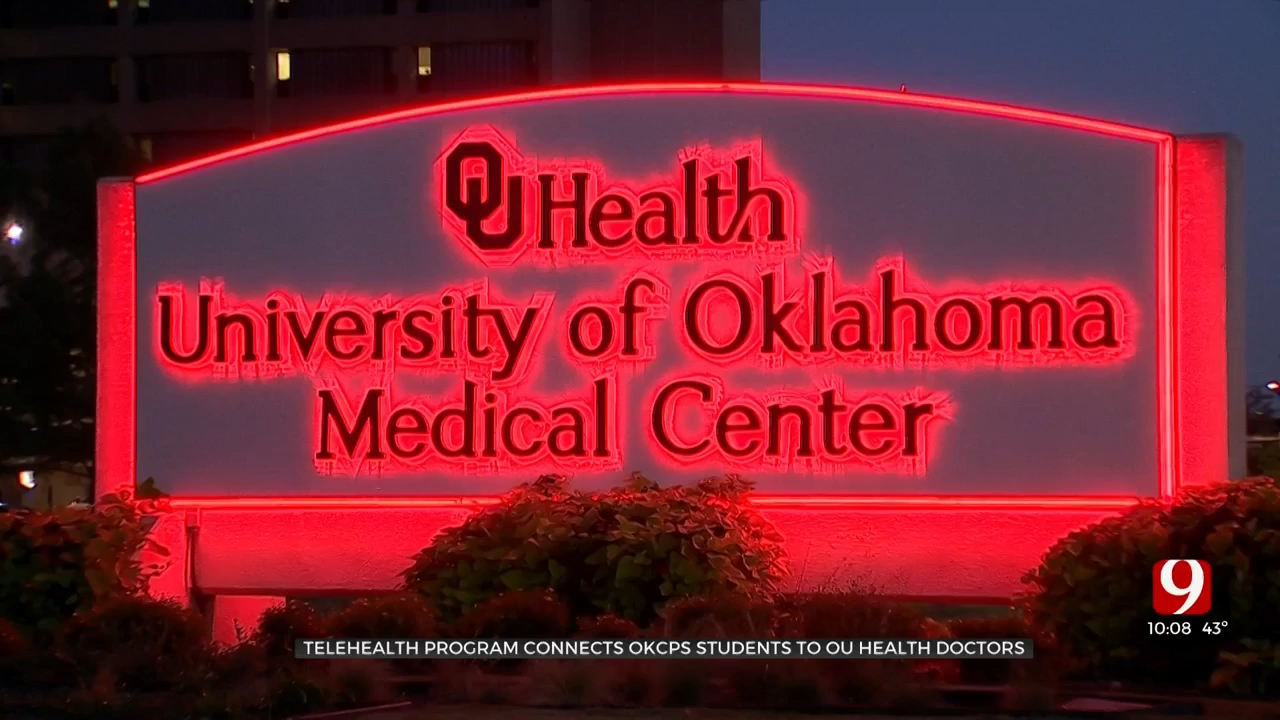 OU Health
University of Oklahoma
Medical Center
9
10:08 43°
TELEHEALTH PROGRAM CONNECTS OKCPS STUDENTS TO OU HEALTH DOCTORS